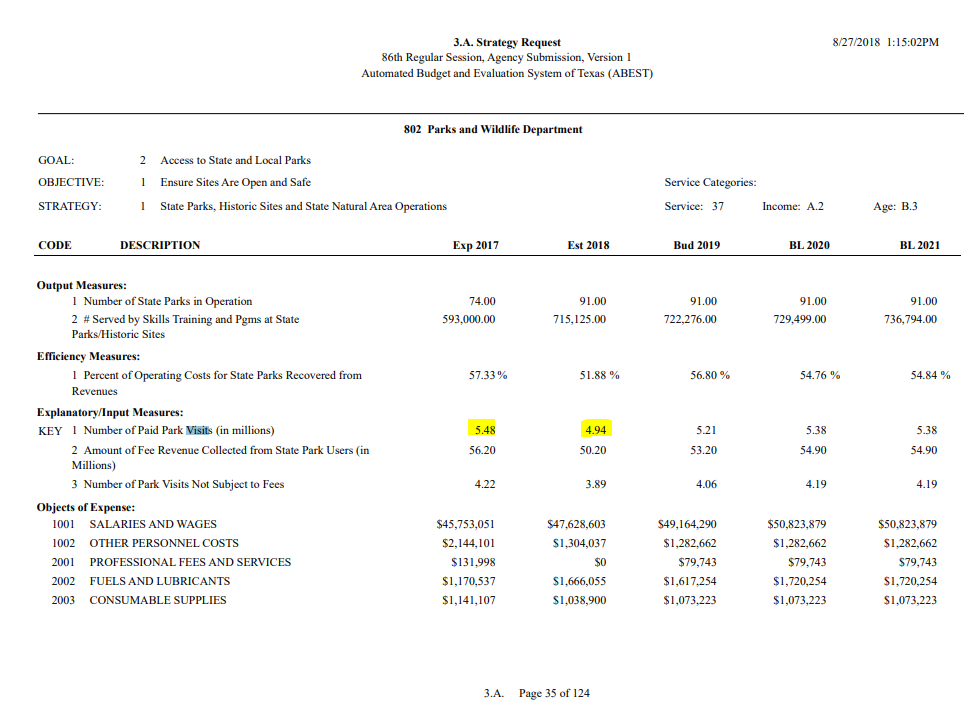 3.A. Strategy Request 8/27/2018 1:15:02PM
86th Regular Session, Agency Submission, Version 1
Automated Budget and Evaluation System of Texas (ABEST)
802 Parks and Wildlife Department
GOAL: 2 Access to State and Local Parks
OBJECTIVE: 1 Ensure Sites Are Open and Safe Service Categories:
STRATEGY: 1 State Parks, Historic Sites and State Natural Area Operations Service: 37 Income: A.2 Age: B.3
CODE DESCRIPTION Exp 2017 Est 2018 Bud 2019 BL 2020 BL 2021
Output Measures:
1 Number of State Parks in Operation 74.00 91.00 91.00 91.00 91.00
2 # Served by Skills Training and Pgms at State 593,000.00 715,125.00 722,276.00 729,499.00 736,794.00
Parks/Historic Sites
Efficiency Measures:
1 Percent of Operating Costs for State Parks Recovered from 57.33 % 51.88 % 56.80 % 54.76 % 54.84 %
Revenues
Explanatory/Input Measures:
KEY 1 Number of Paid Park Visits (in millions) 5.48 4.94 5.21 5.38 5.38
2 Amount of Fee Revenue Collected from State Park Users (in 56.20 50.20 53.20 54.90 54.90
Millions)
3 Number of Park Visits Not Subject to Fees 4.22 3.89 4.06 4.19 4.19
Objects of Expense:
1001 SALARIES AND WAGES $45,753,051 $47,628,603 $49,164,290 $50,823,879 $50,823,879
1002 OTHER PERSONNEL COSTS $2,144,101 $1,304,037 $1,282,662 $1,282,662 $1,282,662
2001 PROFESSIONAL FEES AND SERVICES $131,998 $0 $79,743 $79,743 $79,743
2002 FUELS AND LUBRICANTS $1,170,537 $1,666,055 $1,617,254 $1,720,254 $1,720,254
2003 CONSUMABLE SUPPLIES $1,141,107 $1,038,900 $1,073,223 $1,073,223 $1,073,223
3.A. Page 35 of 124